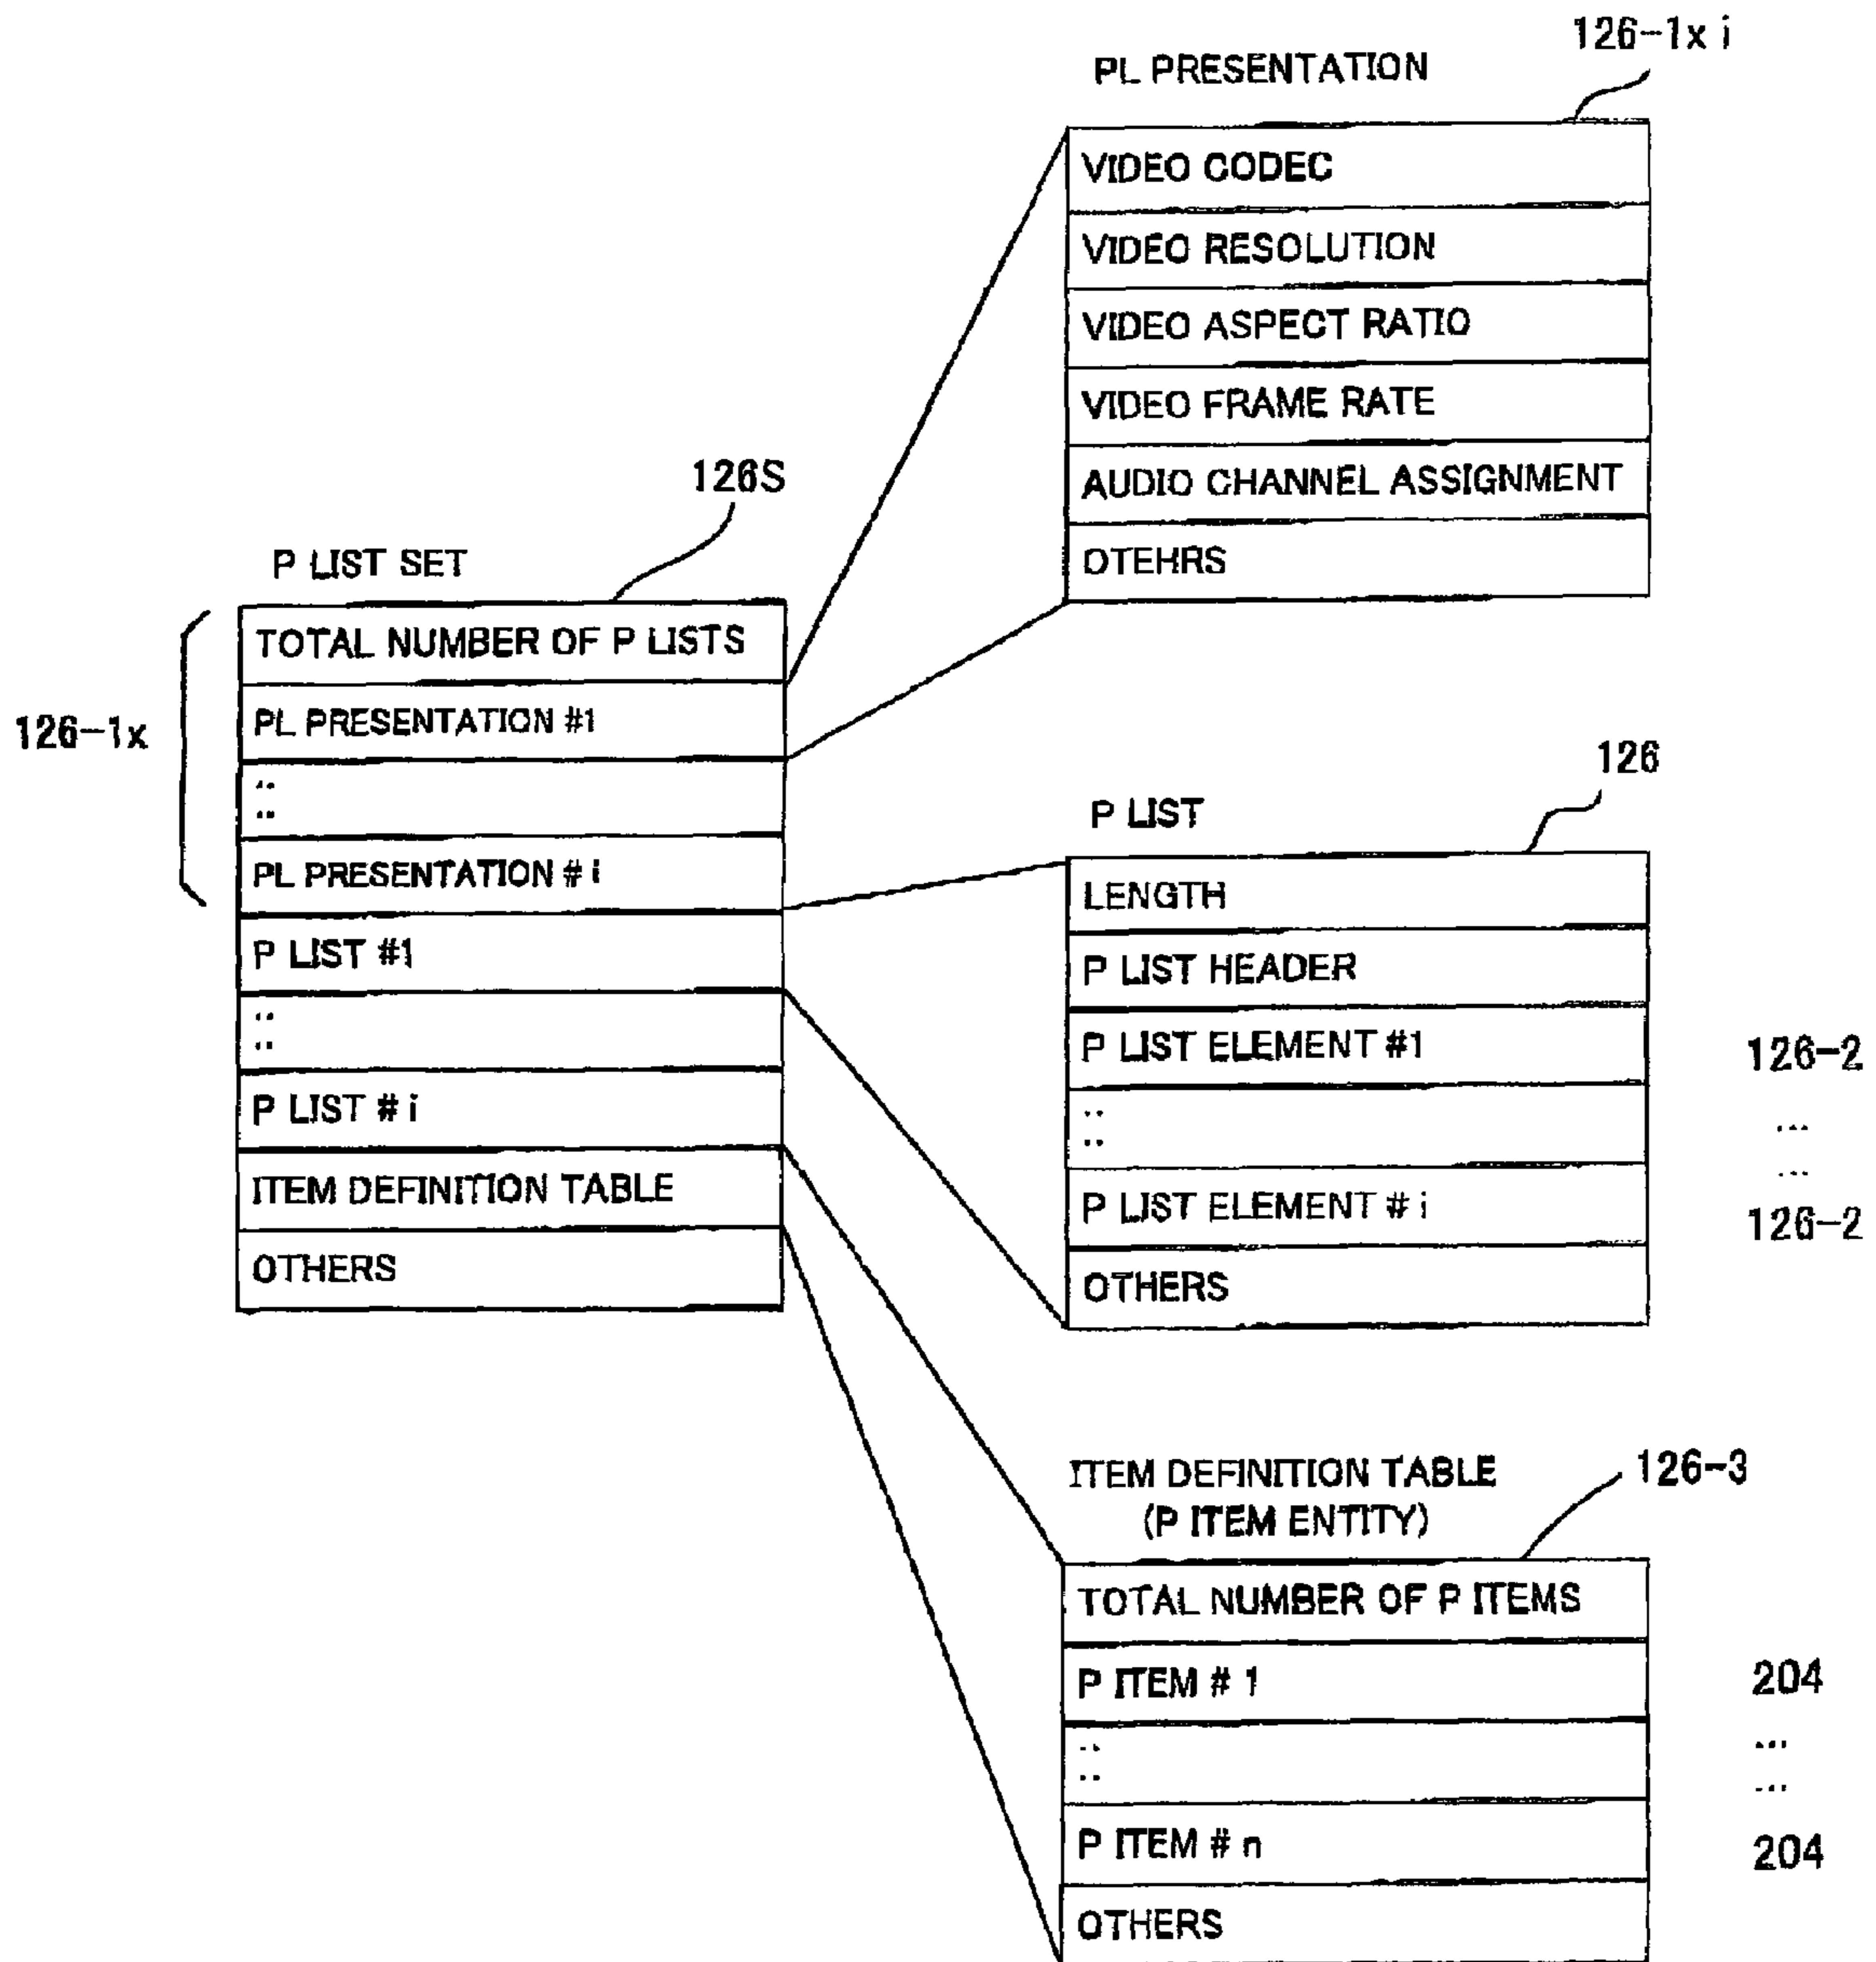 126-1x i
PL PRESENTATION
VIDEO CODEC
VIDEO RESOLUTION
VIDEO ASPECT RATIO
VIDEO FRAME RATE
AUDIO CHANNEL ASSIGNMENT
OTEHRS
126S
P LIST SET
TOTAL NUMBER OF P LISTS
PL PRESENTATION #1
::
PL PRESENTATION # i
P LIST #1
::
P LIST # i
ITEM DEFINITION TABLE
OTHERS
126-1x
126
P LIST
LENGTH
P LIST HEADER
P LIST ELEMENT #1
::
P LIST ELEMENT # i
OTHERS
126-2
...
...
126-2
ITEM DEFINITION TABLE
(P ITEM ENTITY)
126-3
TOTAL NUMBER OF P ITEMS
P ITEM # 1
::
P ITEM # n
OTHERS
204
...
...
204